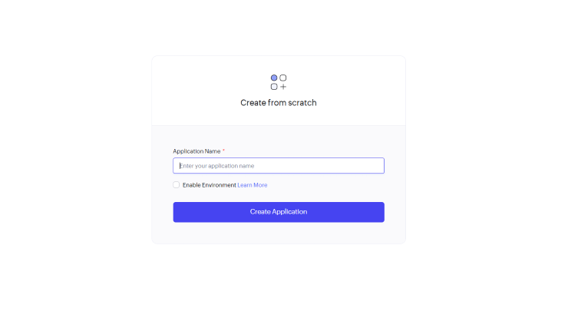 Create from scratch
Application Name *
Enter your application name
Enable Environment Learn More
Create Application